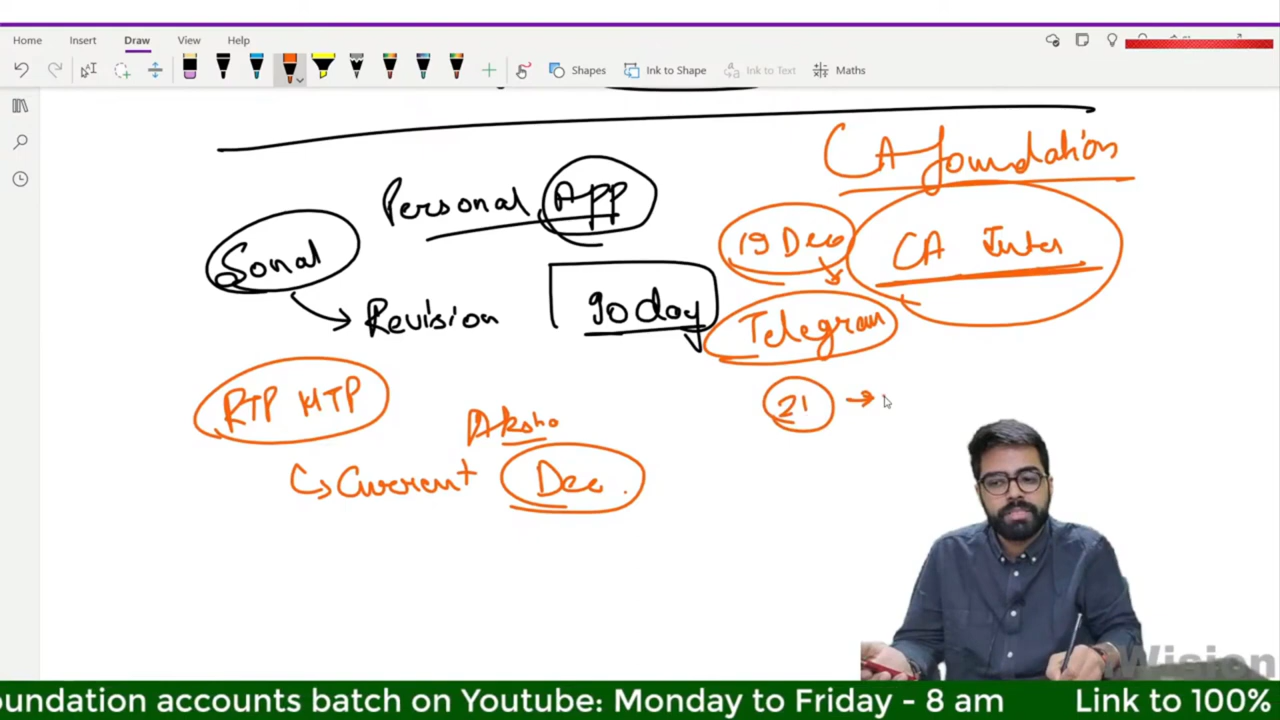 Home Insert Draw View Help
Shapes Ink to Shape Ink to Text Maths
CA foundation
Personal App
19 Dec CA Inter
Sonal
Revision 90 day Telegram
RTP MTP
21 →
Aksha
Current Dec.
Wision
oundation accounts batch on Youtube: Monday to Friday - 8 am Link to 100%